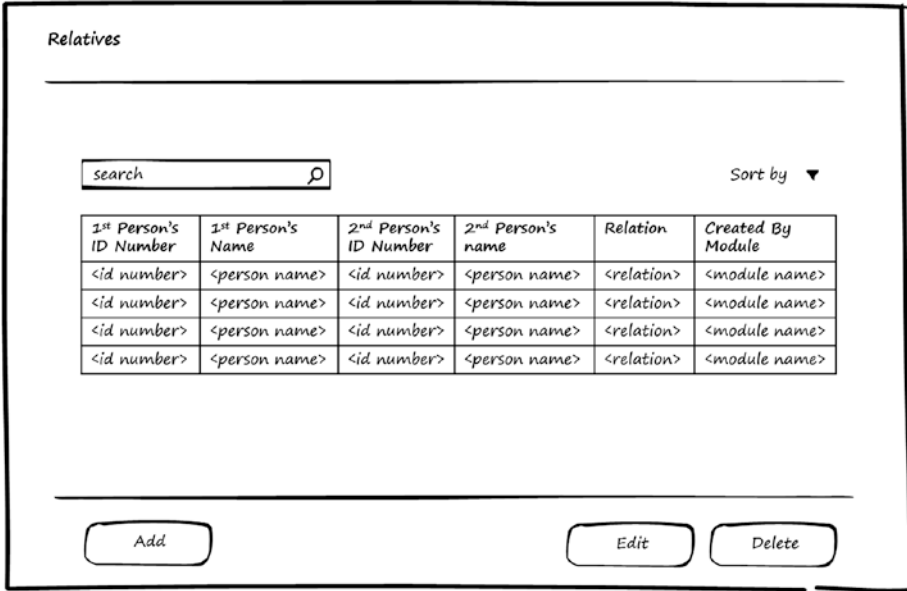 Relatives
search
Sort by
1st Person's ID Number 1st Person's Name 2nd Person's ID Number 2nd Person's name Relation Created By Module
<id number> <person name> <id number> <person name> <relation> <module name>
<id number> <person name> <id number> <person name> <relation> <module name>
<id number> <person name> <id number> <person name> <relation> <module name>
<id number> <person name> <id number> <person name> <relation> <module name>
Add
Edit
Delete